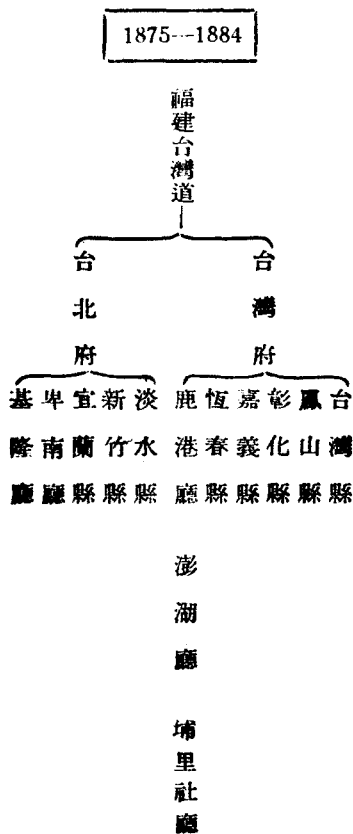 1875—1884
福建台灣道
台灣府
台灣縣
鳳山縣
彰化縣
嘉義縣
恆春縣
鹿港廳
澎湖廳
埔里社廳
台北府
淡水縣
新竹縣
宜蘭縣
卑南廳
基隆廳